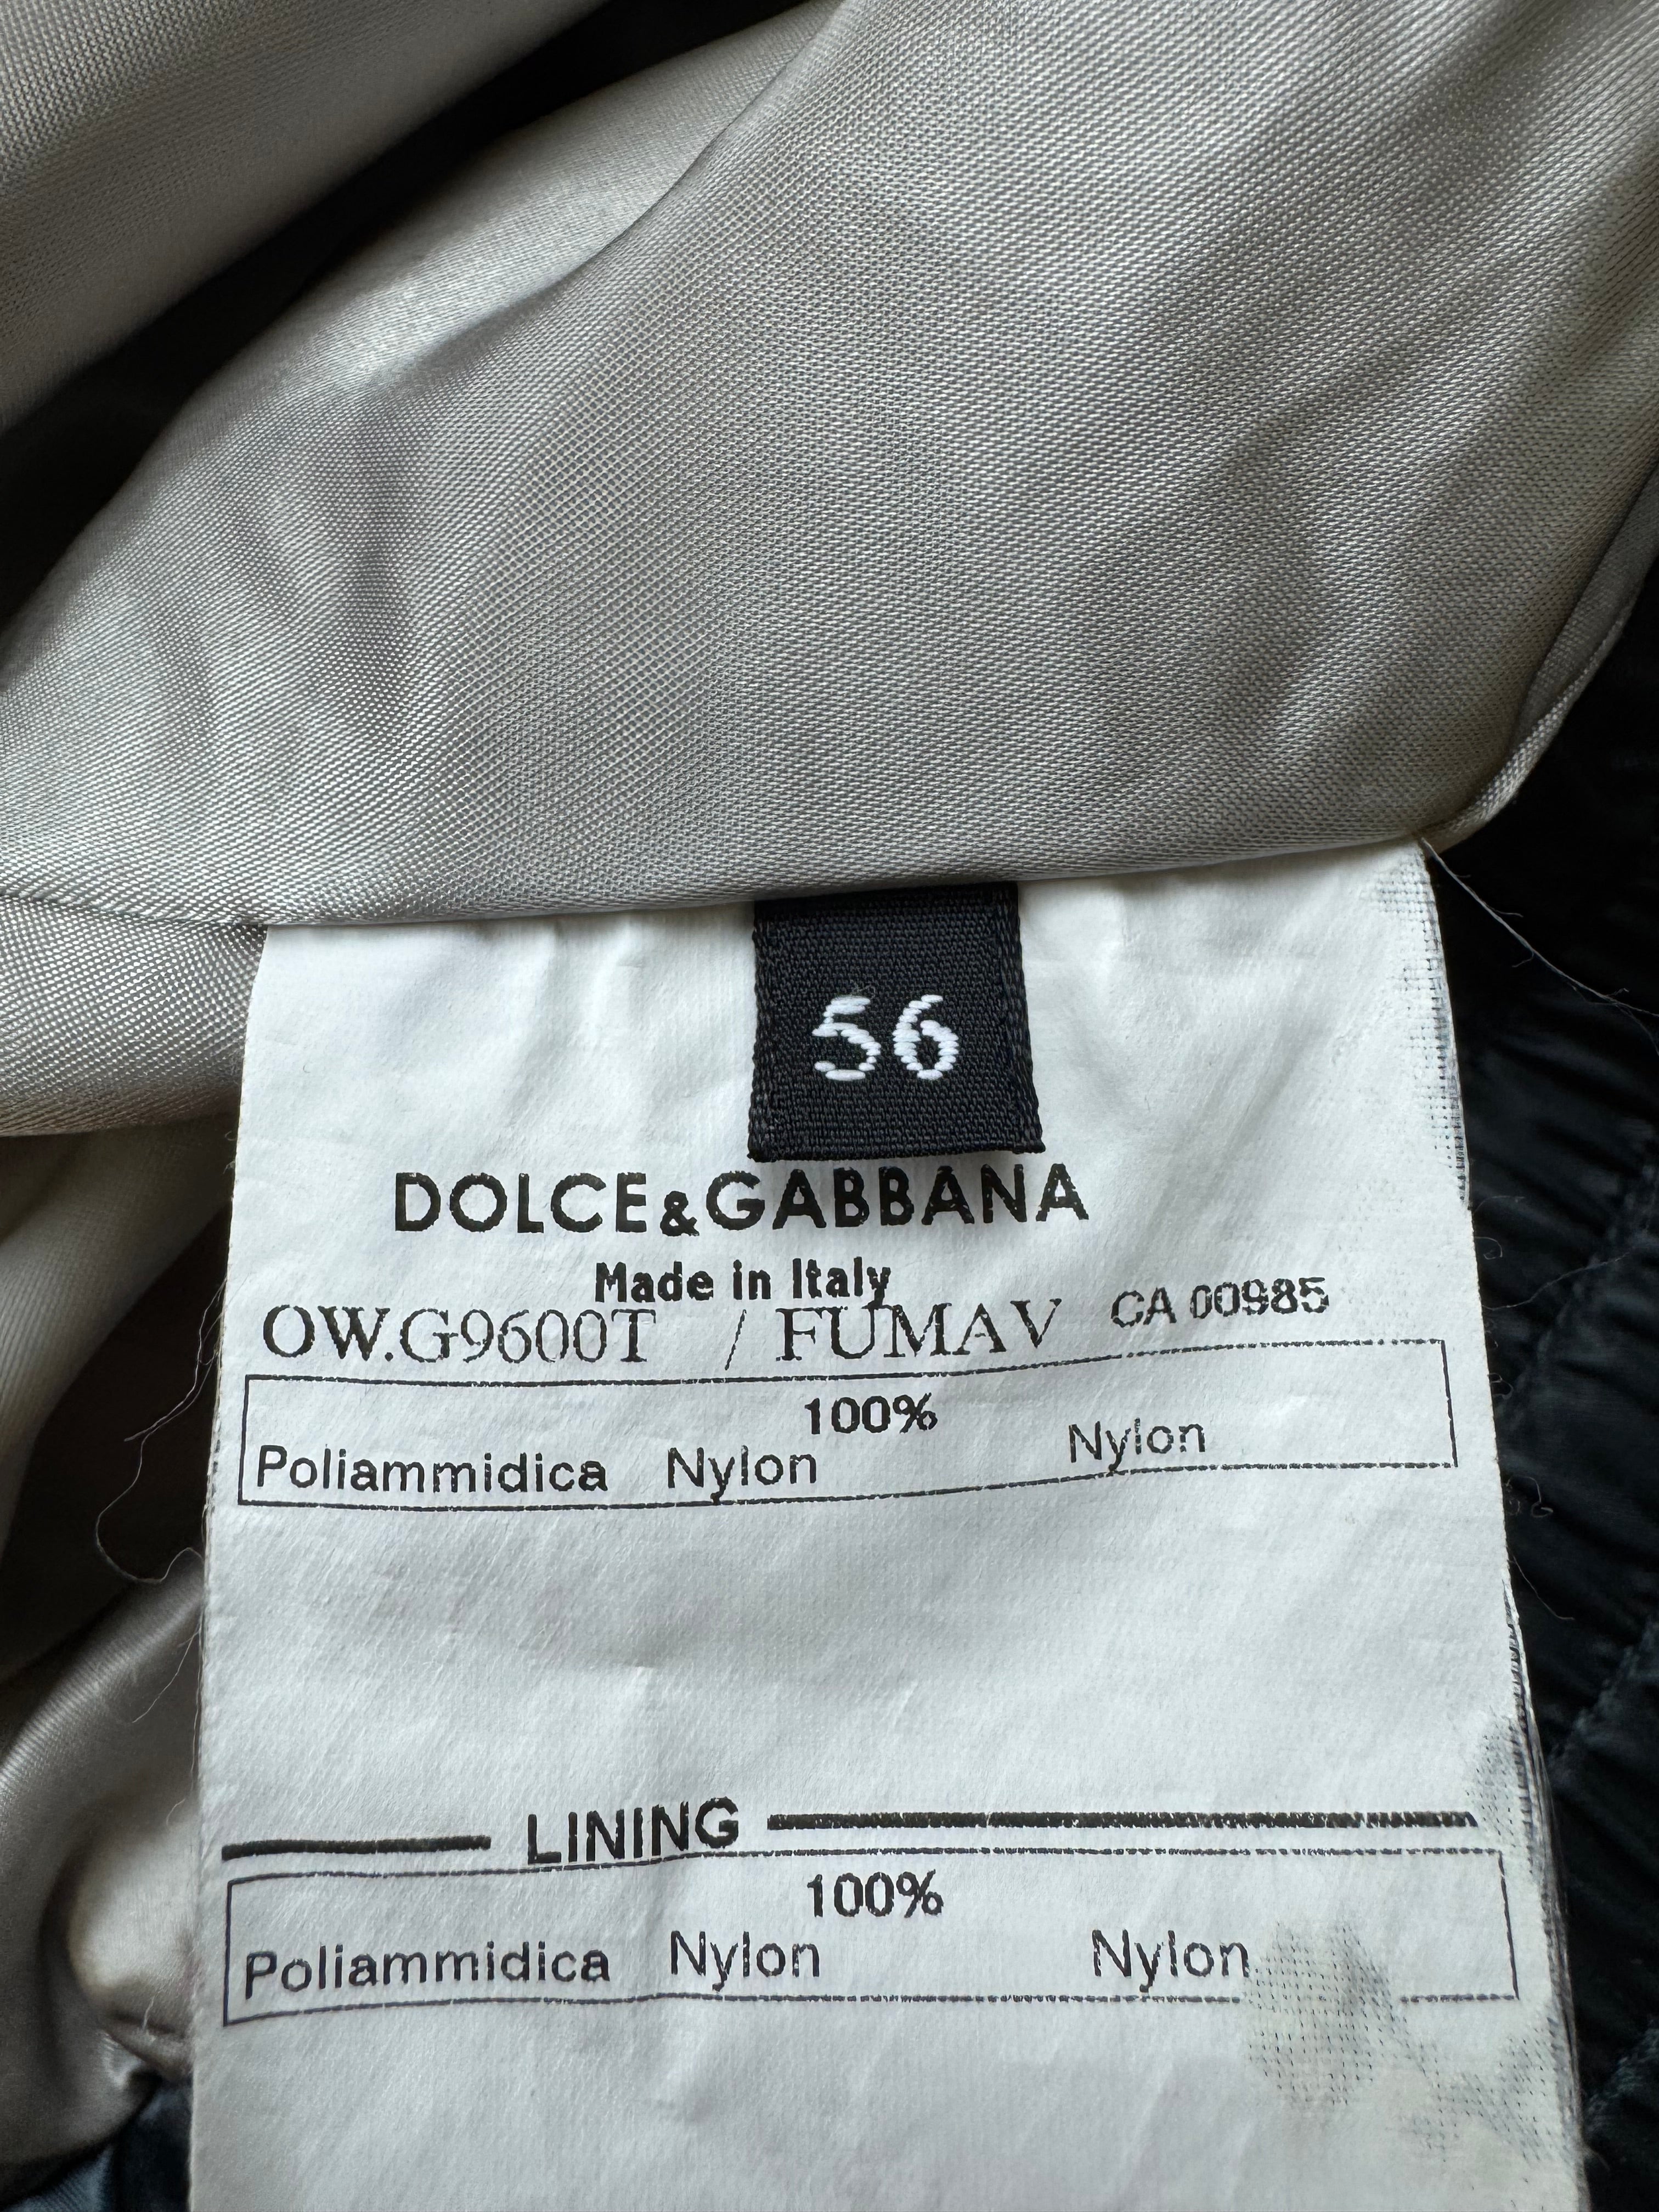 56
DOLCE&GABBANA
Made in Italy
OW.G9600T / FUMAV CA 00985
100%
Poliammidica Nylon Nylon
LINING
100%
Poliammidica Nylon Nylon